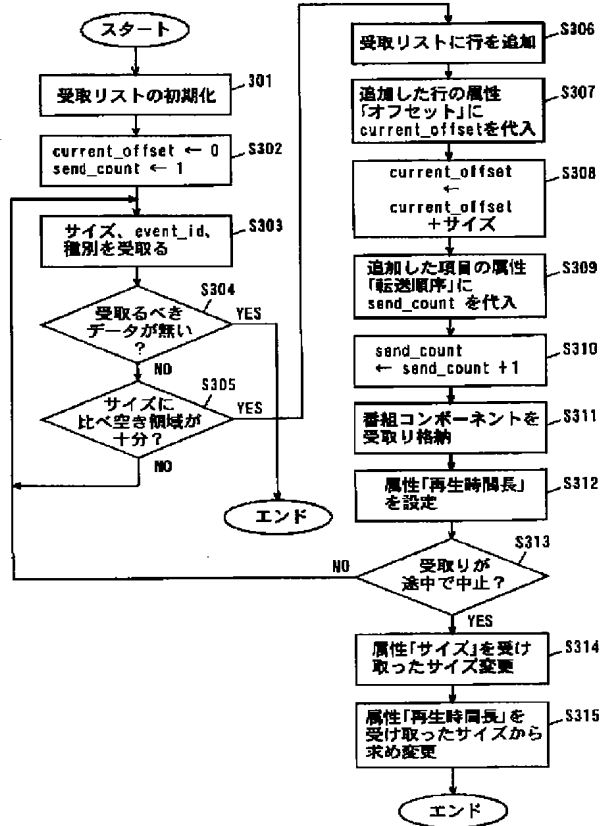 スタート
301
受取リストの初期化
S302
current_offset ← 0
send_count ← 1
S303
サイズ、event_id、
種別を受取る
S304
受取るべき
データが無い
?
YES
NO
S305
サイズに
比べ空き領域が
十分?
YES
NO
エンド
S306
受取リストに行を追加
S307
追加した行の属性
「オフセット」に
current_offsetを代入
S308
current_offset
←
current_offset
+サイズ
S309
追加した項目の属性
「転送順序」に
send_count を代入
S310
send_count
← send_count +1
S311
番組コンポーネントを
受取り格納
S312
属性「再生時間長」
を設定
S313
受取りが
途中で中止?
NO
YES
S314
属性「サイズ」を受け
取ったサイズ変更
S315
属性「再生時間長」を
受け取ったサイズから
求め変更
エンド